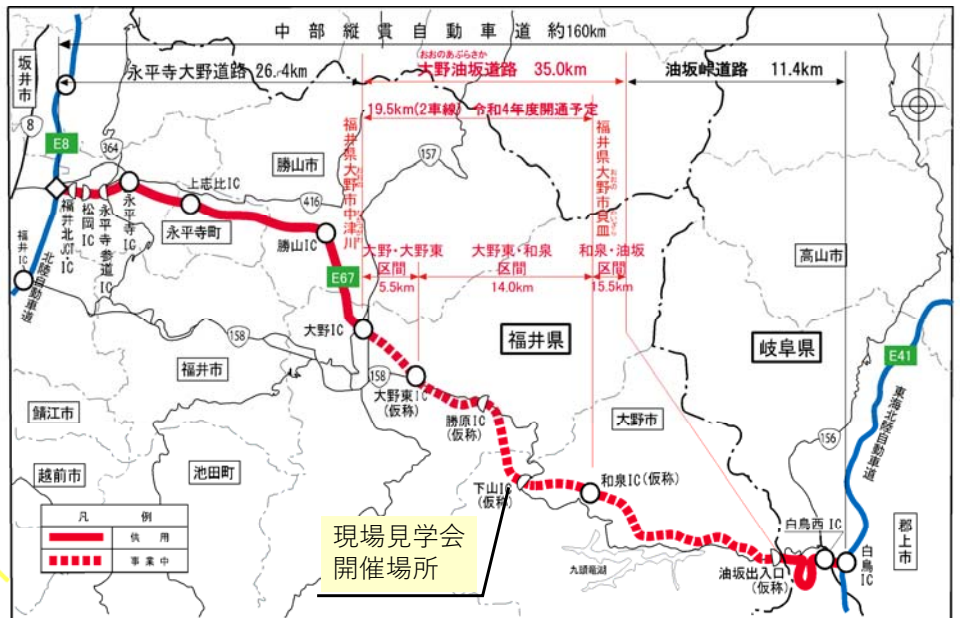 中部縦貫自動車道 約160km
おおのあぶらさか
永平寺大野道路 26.4km
大野油坂道路 35.0km
油坂峠道路 11.4km
19.5km(2車線) 令和4年度開通予定
坂井市
8
E8
364
勝山市
157
福井県大野市中津川
福井県大野市貝皿
おおの
かいざら
上志比IC
416
永平寺町
勝山IC
福井北JCT・IC
松岡IC
永平寺参道IC
永平寺IC
福井IC
北陸自動車道
E67
大野・大野東
区間
5.5km
大野東・和泉
区間
14.0km
和泉・油坂
区間
15.5km
高山市
大野IC
福井県
岐阜県
E41
158
福井市
158
大野東IC
(仮称)
東海北陸自動車道
鯖江市
勝原IC
(仮称)
大野市
156
越前市
池田町
下山IC
(仮称)
和泉IC(仮称)
凡例
供用
事業中
現場見学会
開催場所
九頭竜湖
白鳥西IC
油坂出入口
(仮称)
白鳥IC
郡上市